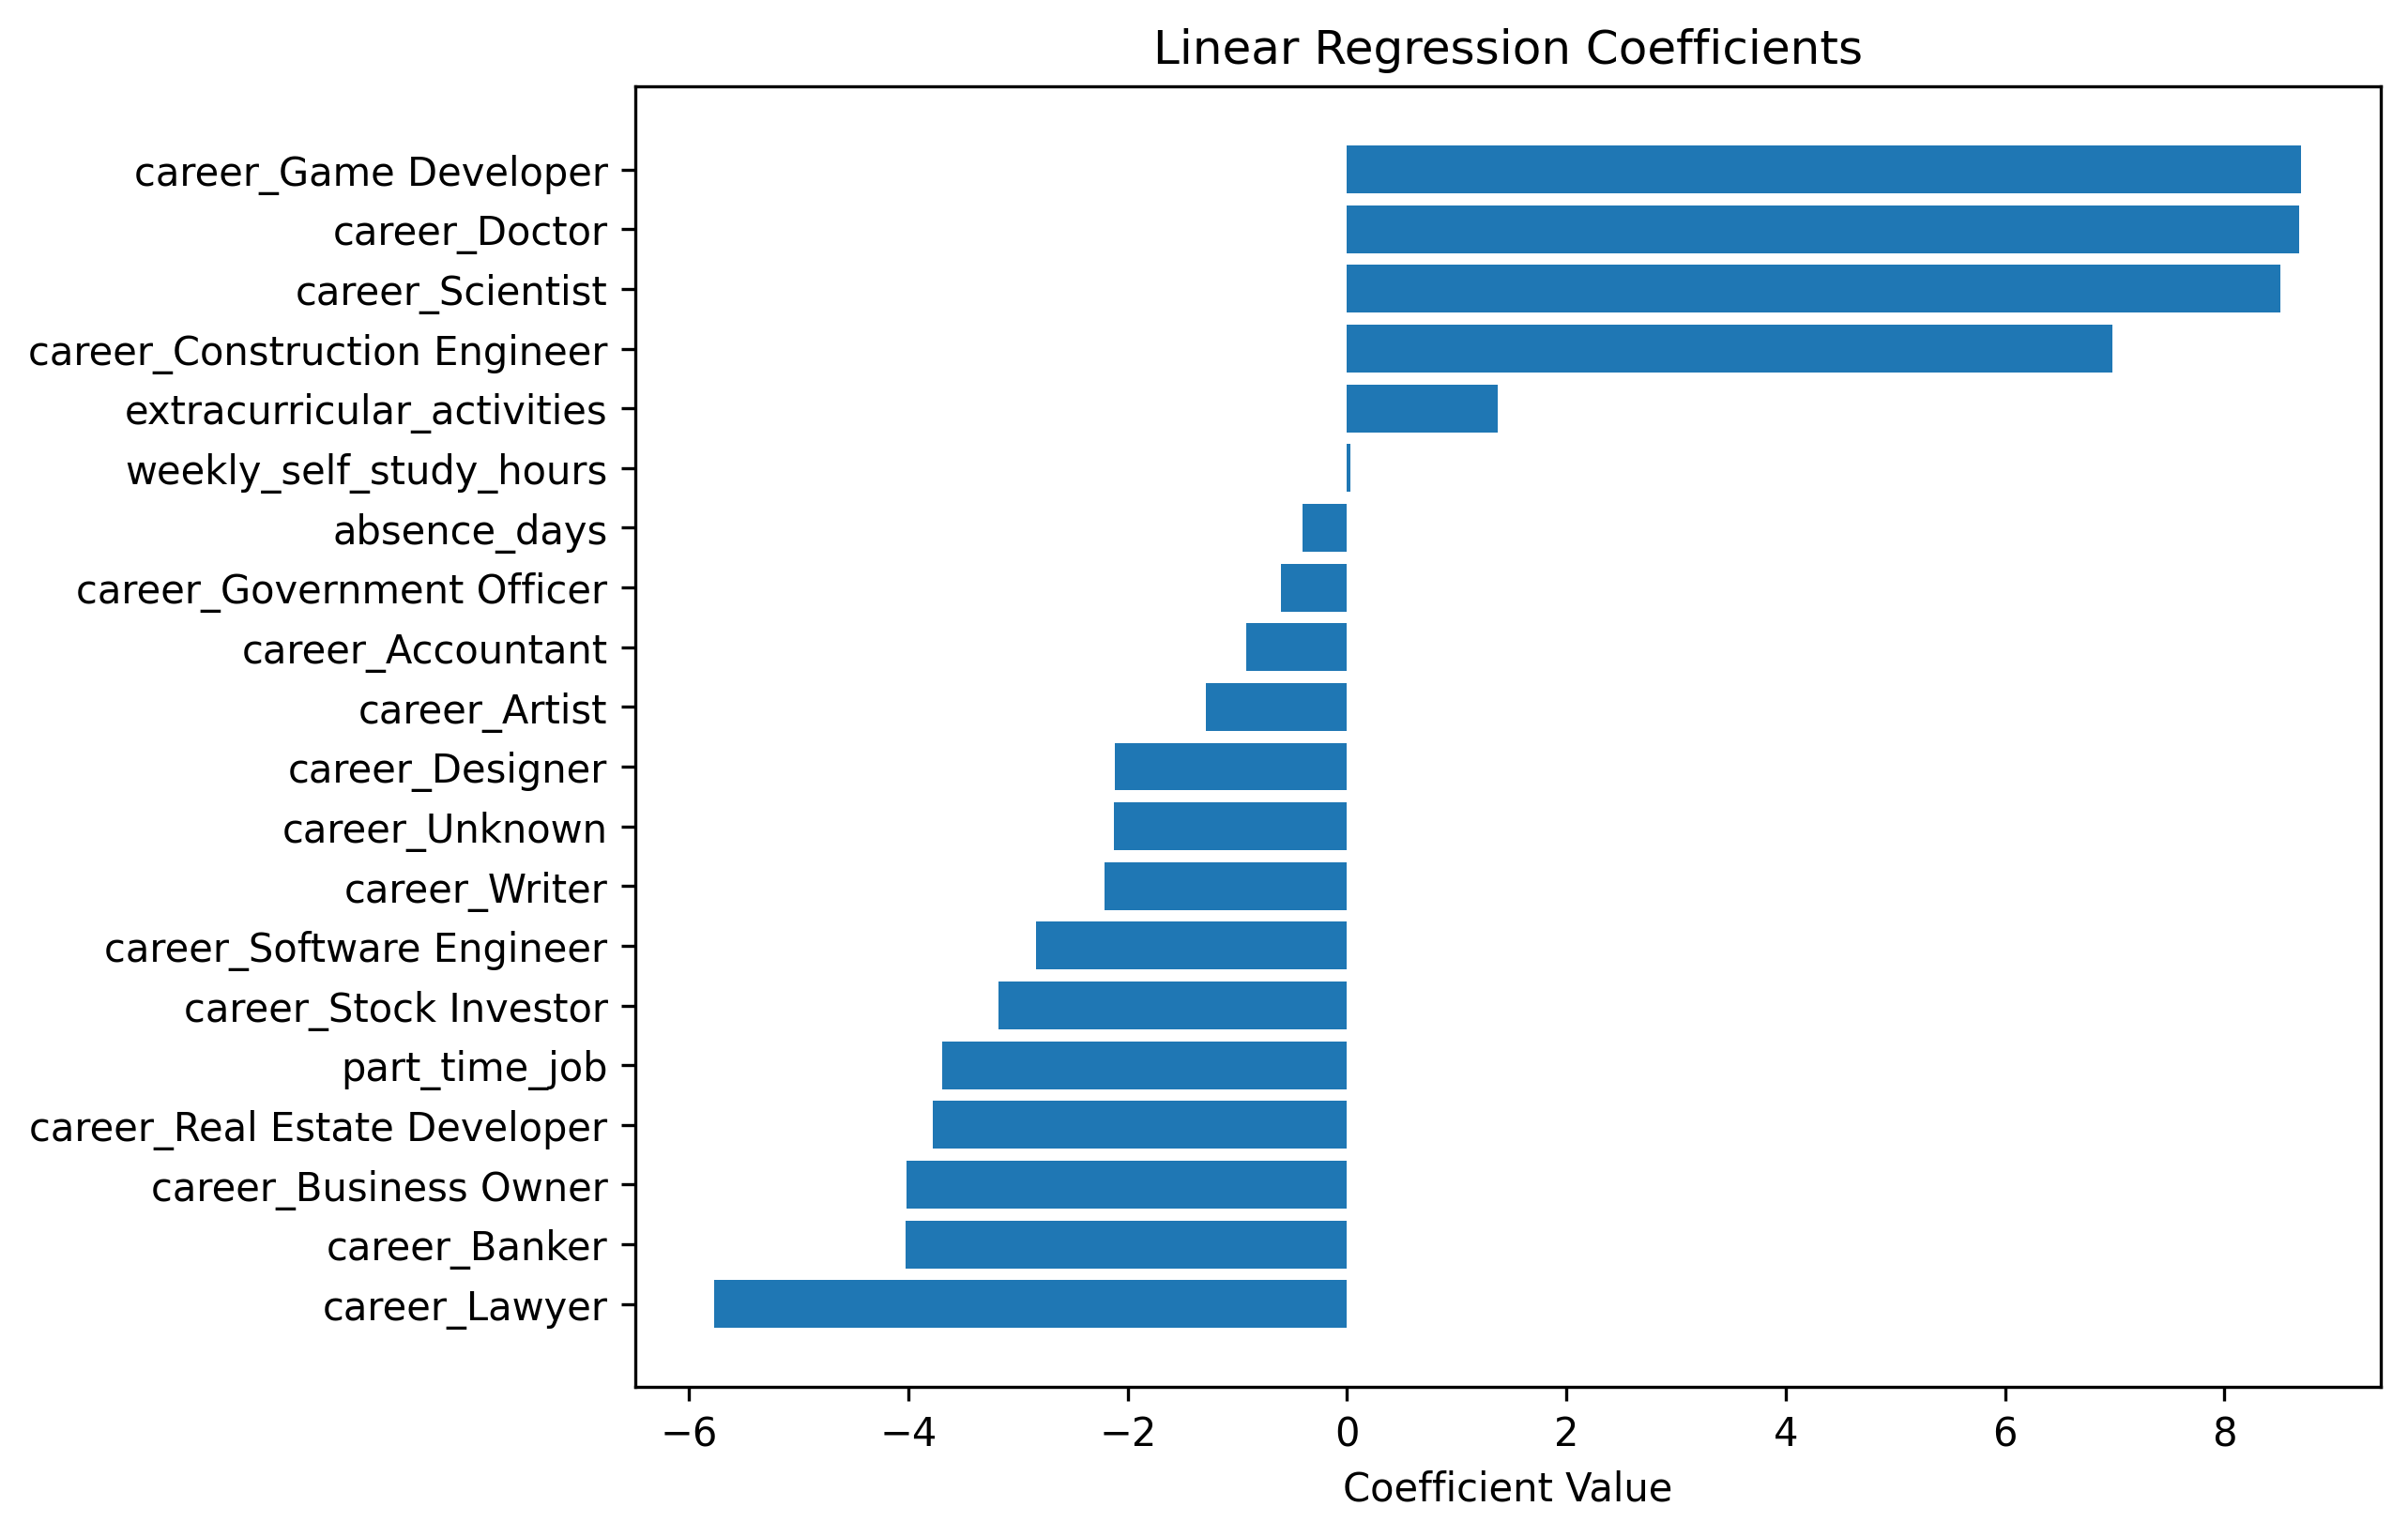 Linear Regression Coefficients
career_Game Developer
career_Doctor
career_Scientist
career_Construction Engineer
extracurricular_activities
weekly_self_study_hours
absence_days
career_Government Officer
career_Accountant
career_Artist
career_Designer
career_Unknown
career_Writer
career_Software Engineer
career_Stock Investor
part_time_job
career_Real Estate Developer
career_Business Owner
career_Banker
career_Lawyer
−6 −4 −2 0 2 4 6 8
Coefficient Value